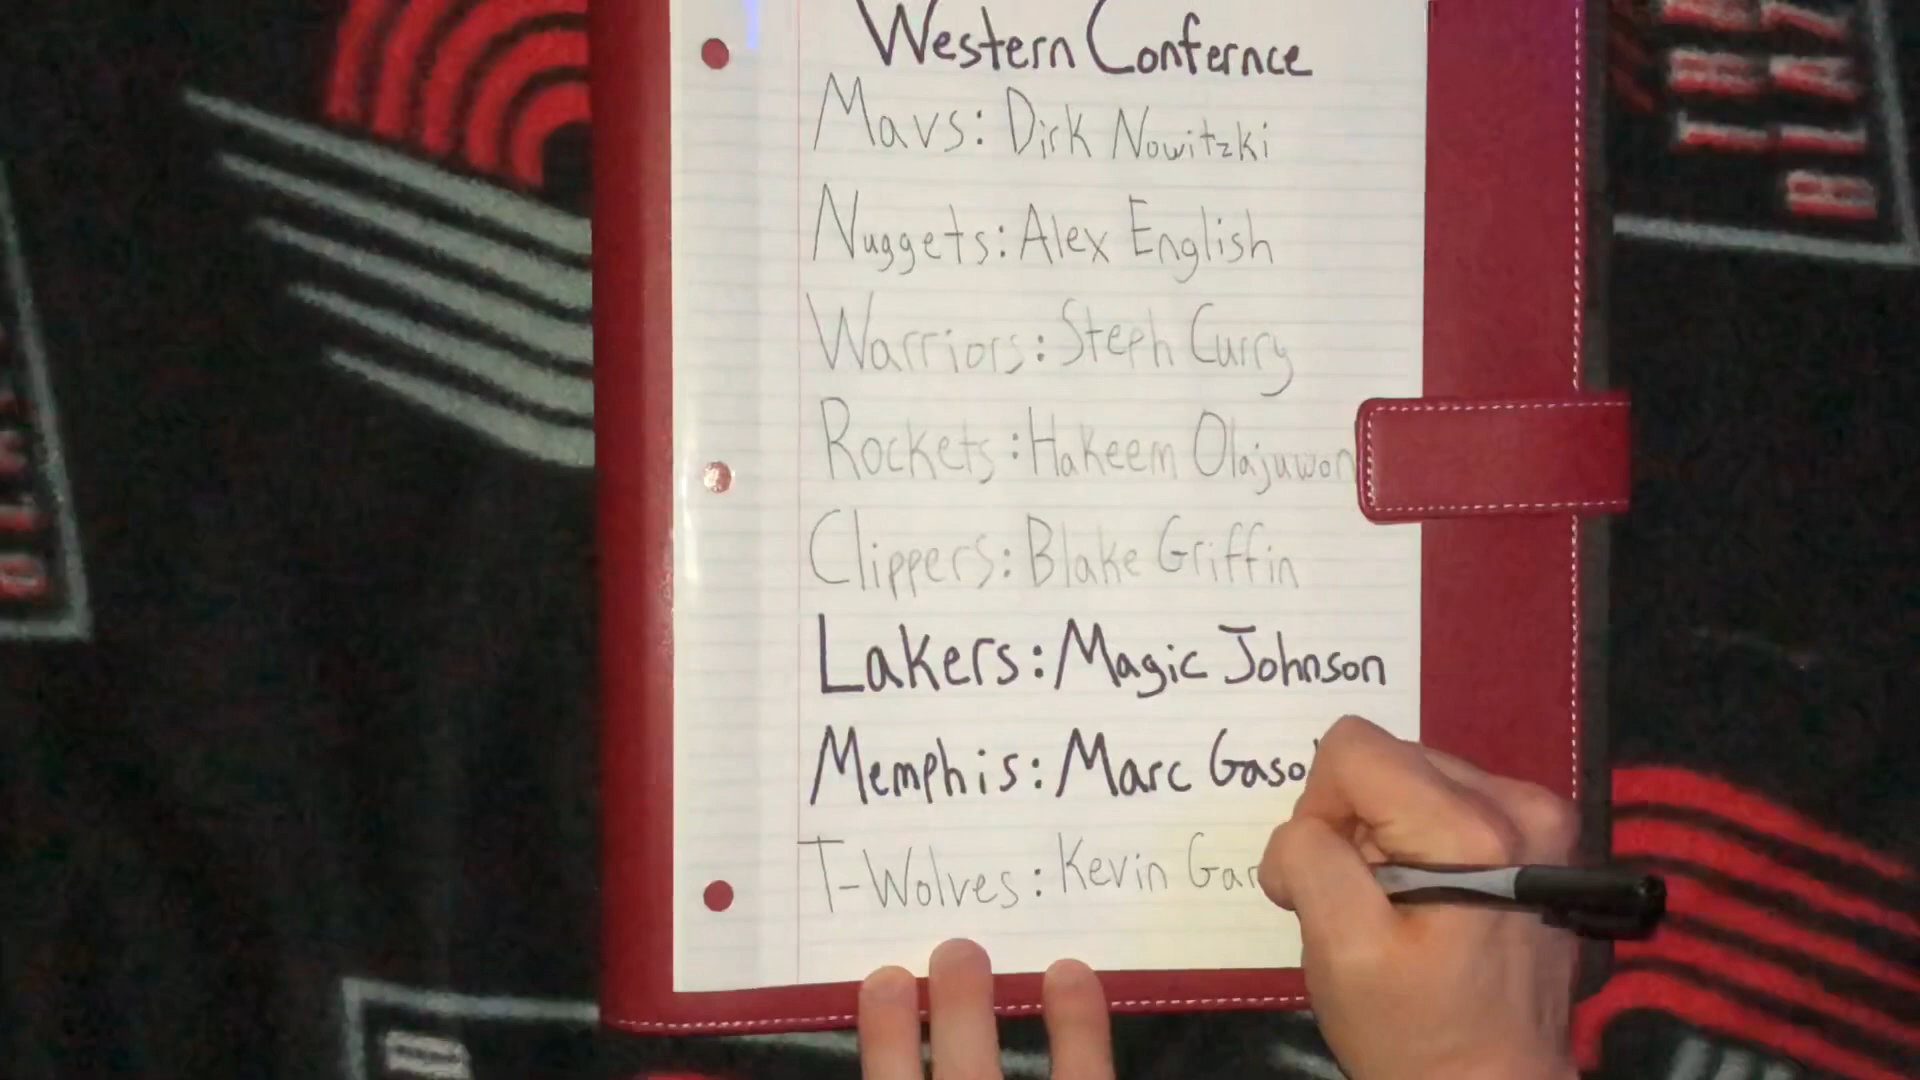 Western Confernce
Mavs: Dirk Nowitzki
Nuggets: Alex English
Warriors: Steph Curry
Rockets: Hakeem Olajuwon
Clippers: Blake Griffin
Lakers: Magic Johnson
Memphis: Marc Gaso
T-Wolves: Kevin Gar